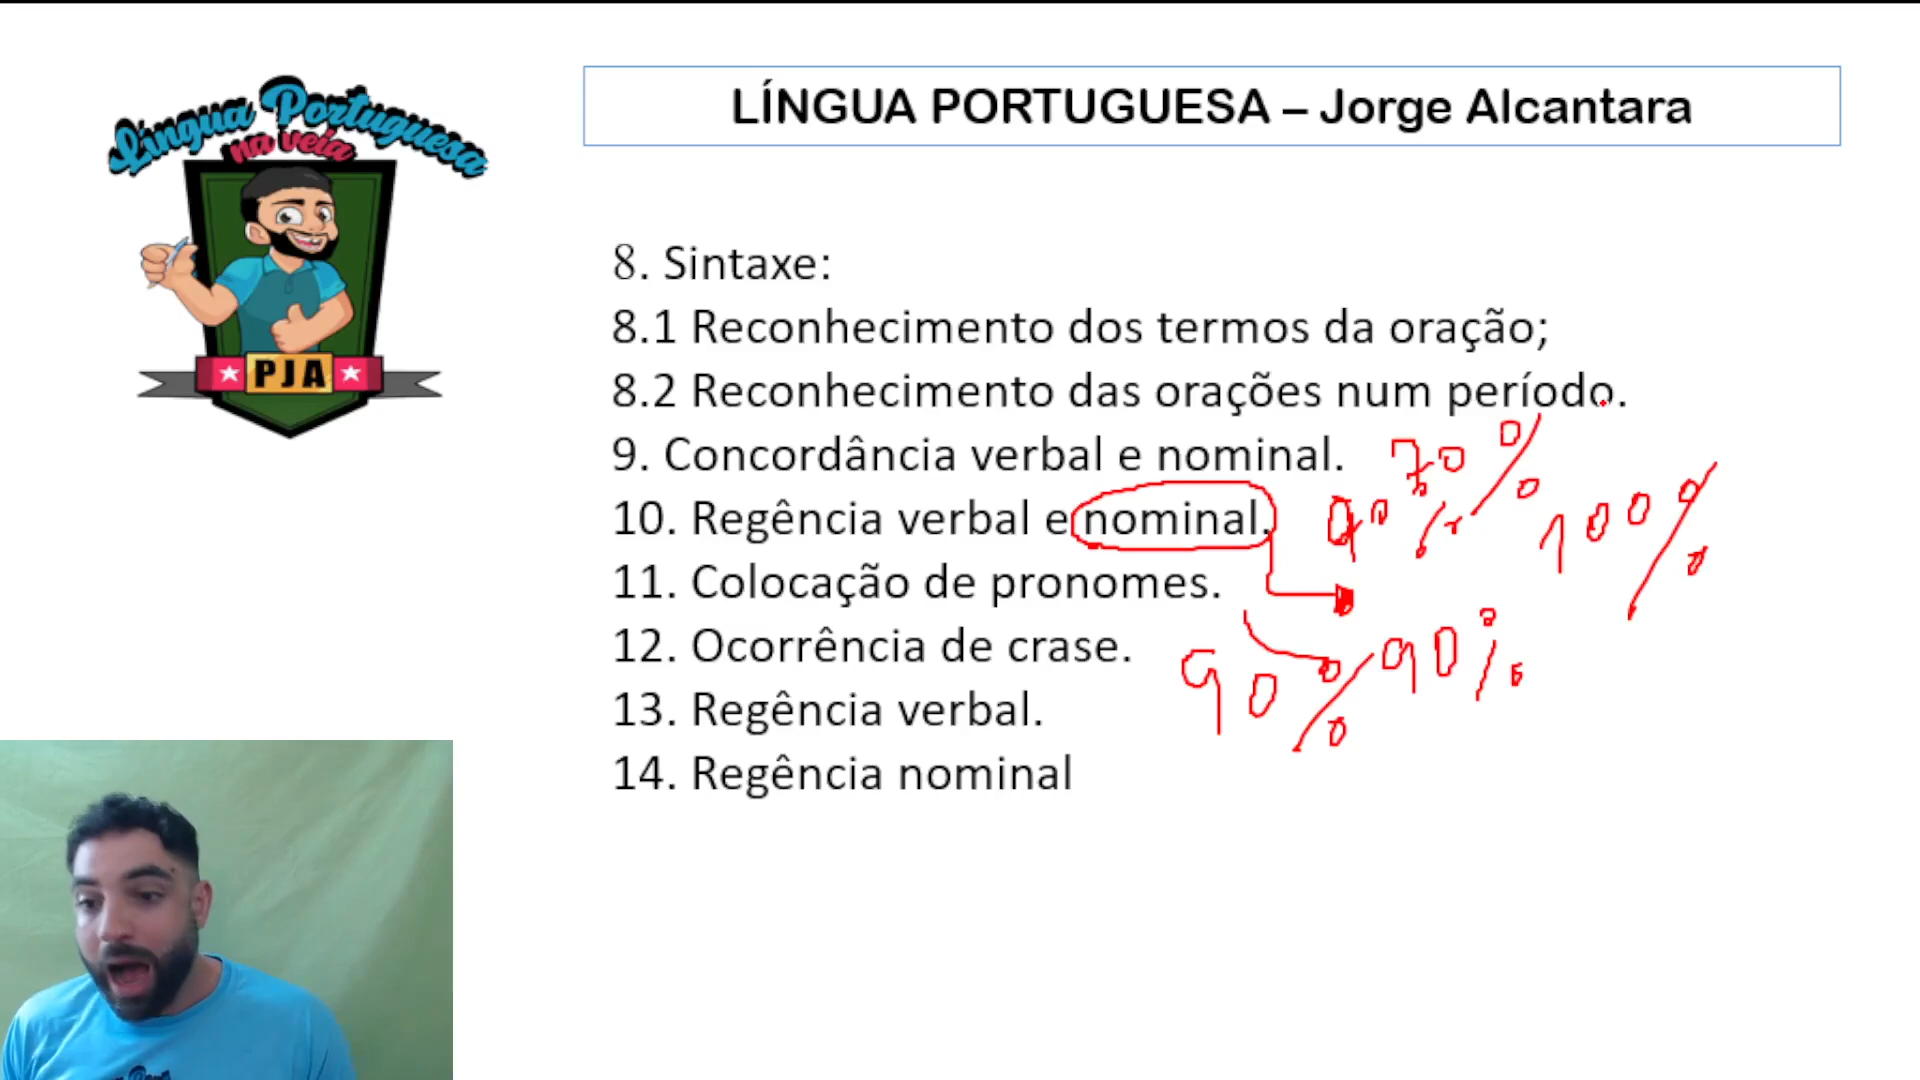 Língua Portuguesa
na veia
PJA
LÍNGUA PORTUGUESA – Jorge Alcantara
8. Sintaxe:
8.1 Reconhecimento dos termos da oração;
8.2 Reconhecimento das orações num período.
9. Concordância verbal e nominal. 70%
10. Regência verbal e nominal. 90% 100%
11. Colocação de pronomes.
12. Ocorrência de crase. 90% 90%
13. Regência verbal.
14. Regência nominal